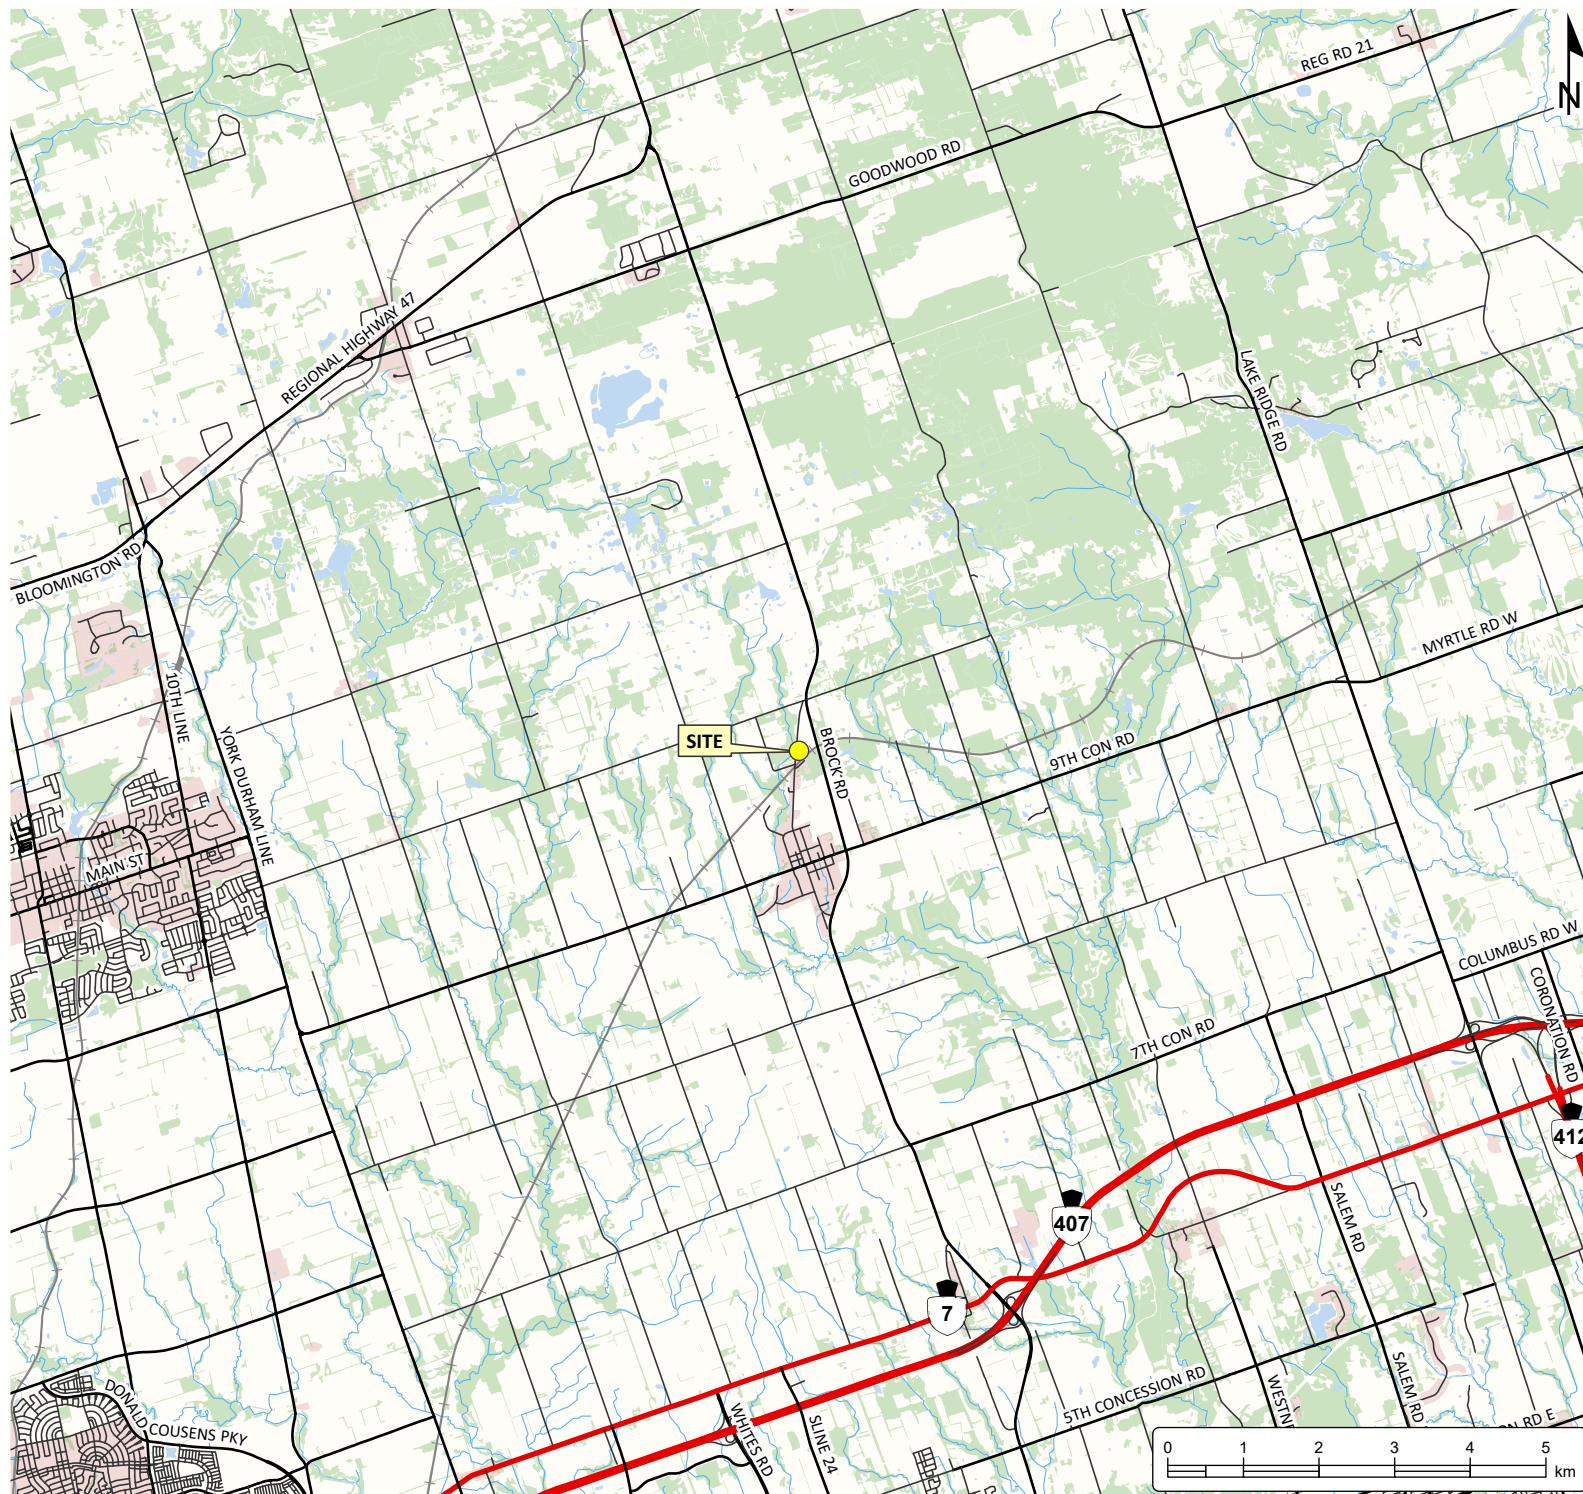 REG RD 21
N
GOODWOOD RD
REGIONAL HIGHWAY 47
LAKE RIDGE RD
BLOOMINGTON RD
MYRTLE RD W
10TH LINE
YORK DURHAM LINE
SITE
BROCK RD
9TH CON RD
MAIN ST
COLUMBUS RD W
CORONATION RD
7TH CON RD
412
407
SALEM RD
7
5TH CONCESSION RD
SALEM RD
DONALD COUSENS PKY
WHITES RD
SLINE 24
WESTN
RD E
0 1 2 3 4 5
km